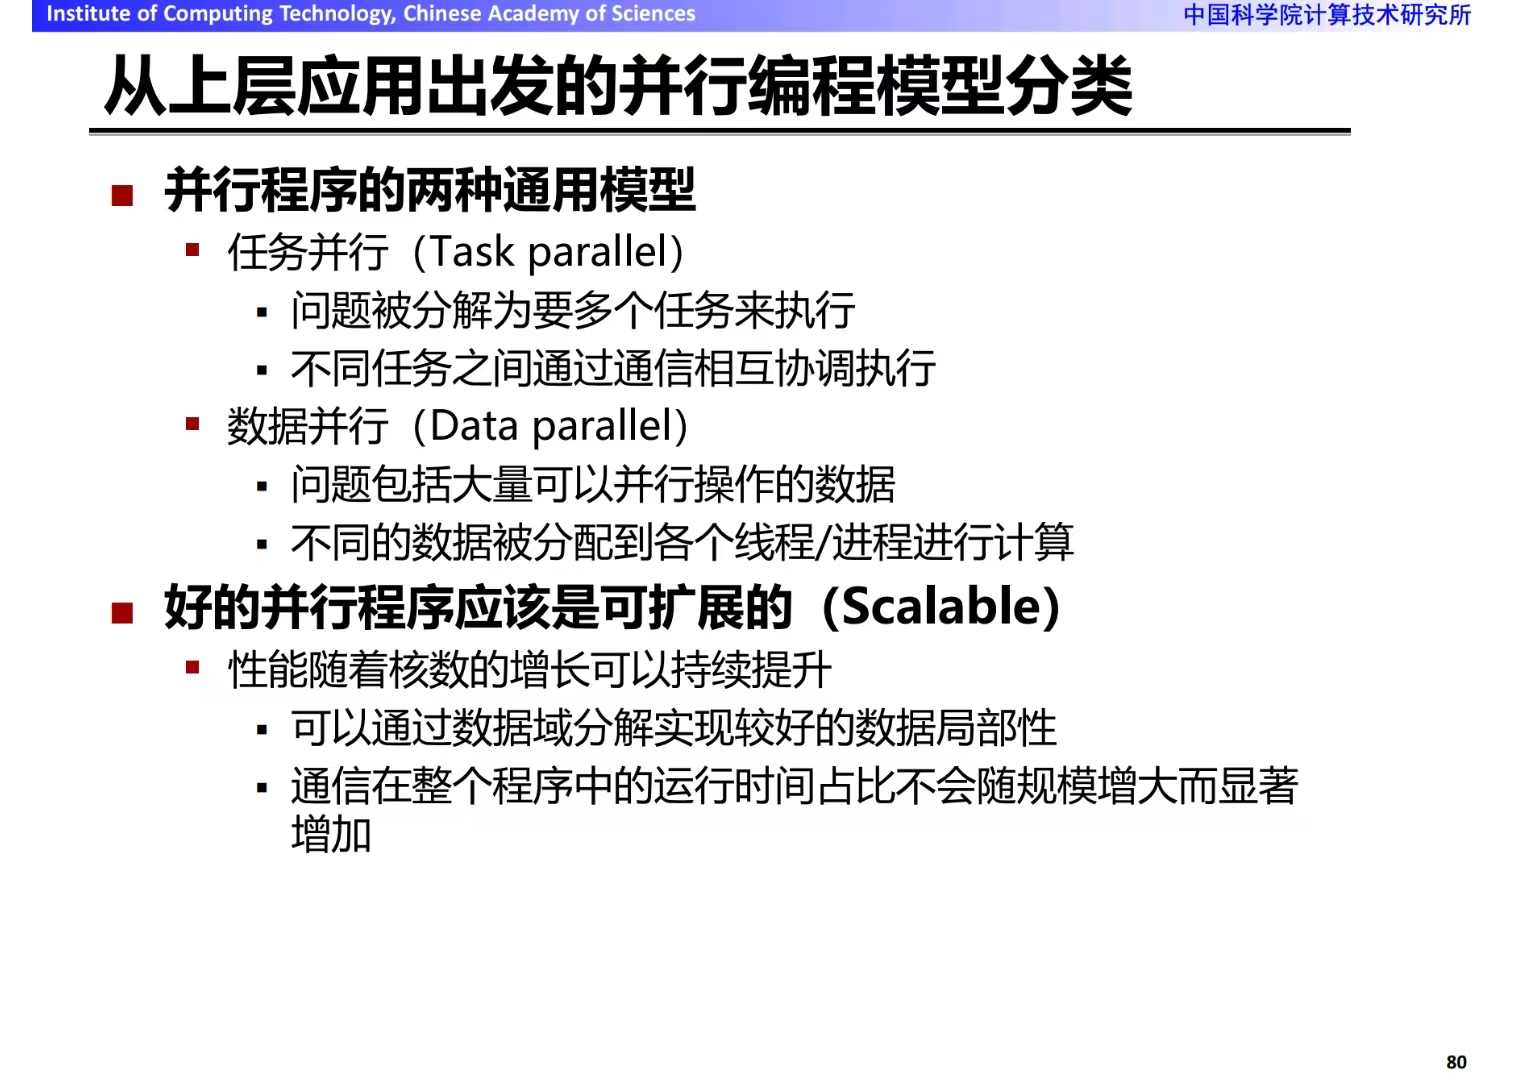 Institute of Computing Technology, Chinese Academy of Sciences
中国科学院计算技术研究所
从上层应用出发的并行编程模型分类
并行程序的两种通用模型
任务并行（Task parallel）
问题被分解为要多个任务来执行
不同任务之间通过通信相互协调执行
数据并行（Data parallel）
问题包括大量可以并行操作的数据
不同的数据被分配到各个线程/进程进行计算
好的并行程序应该是可扩展的（Scalable）
性能随着核数的增长可以持续提升
可以通过数据域分解实现较好的数据局部性
通信在整个程序中的运行时间占比不会随规模增大而显著
增加
80